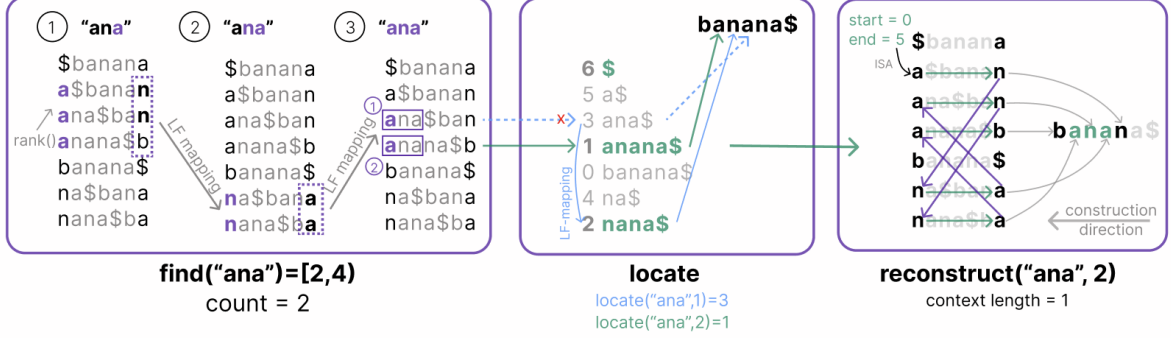 1 “ana”
$banana
a$banan
ana$ban
anana$b
banana$
na$bana
nana$ba
rank()
LF mapping
2 “ana”
$banana
a$banan
ana$ban
anana$b
banana$
na$bana
nana$ba
LF mapping
3 “ana”
$banana
a$banan
1
ana$ban
anana$b
2
banana$
na$bana
nana$ba
find(“ana”)=[2,4)
count = 2
banana$
6 $
5 a$
x 3 ana$
1 anana$
0 banana$
4 na$
2 nana$
LF-mapping
locate
locate(“ana”,1)=3
locate(“ana”,2)=1
start = 0
end = 5
ISA
$banana
a$banan
ana$ban
anana$b
banana$
na$bana
nana$ba
banana$
construction
direction
reconstruct(“ana”, 2)
context length = 1